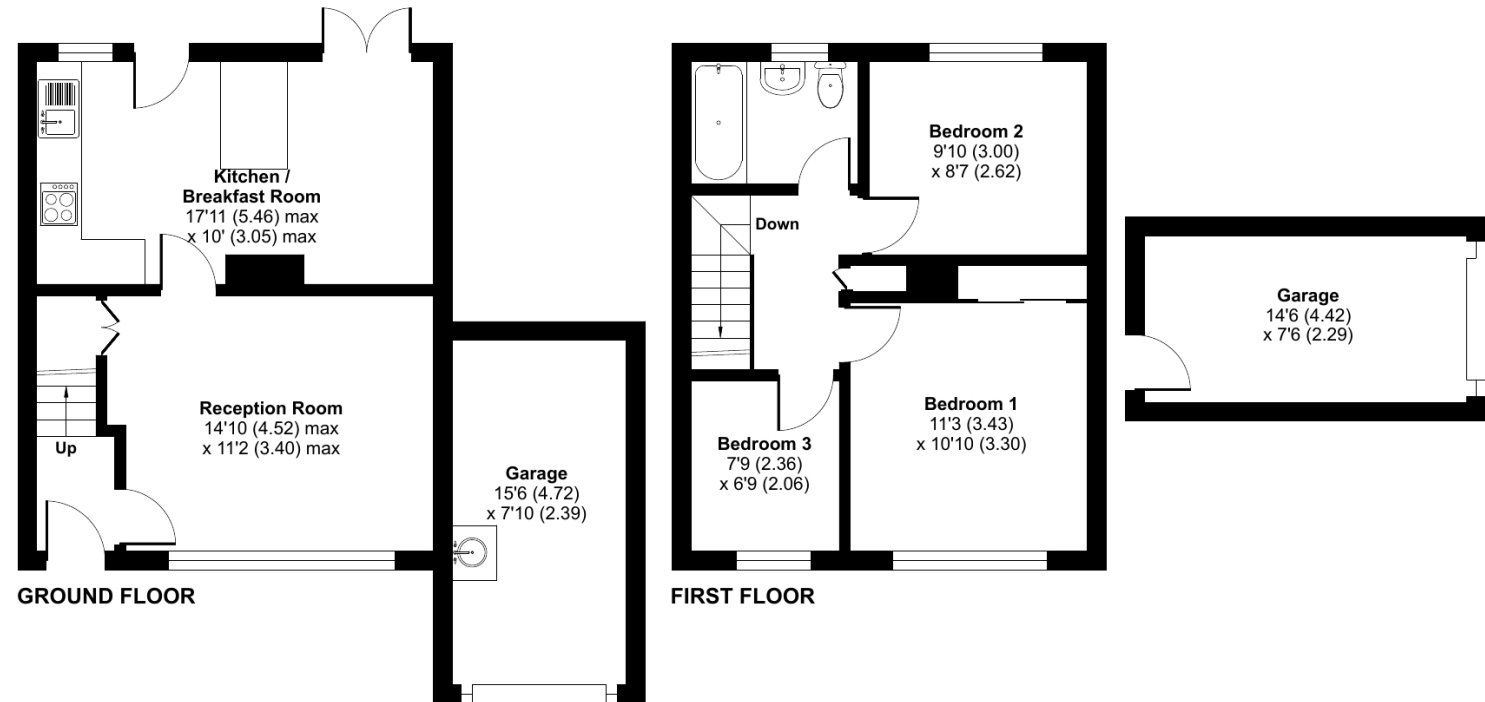 Kitchen /
Breakfast Room
17'11 (5.46) max
x 10' (3.05) max
Reception Room
14'10 (4.52) max
x 11'2 (3.40) max
Up
Garage
15'6 (4.72)
x 7'10 (2.39)
GROUND FLOOR
Bedroom 2
9'10 (3.00)
x 8'7 (2.62)
Down
Bedroom 1
11'3 (3.43)
x 10'10 (3.30)
Bedroom 3
7'9 (2.36)
x 6'9 (2.06)
FIRST FLOOR
Garage
14'6 (4.42)
x 7'6 (2.29)